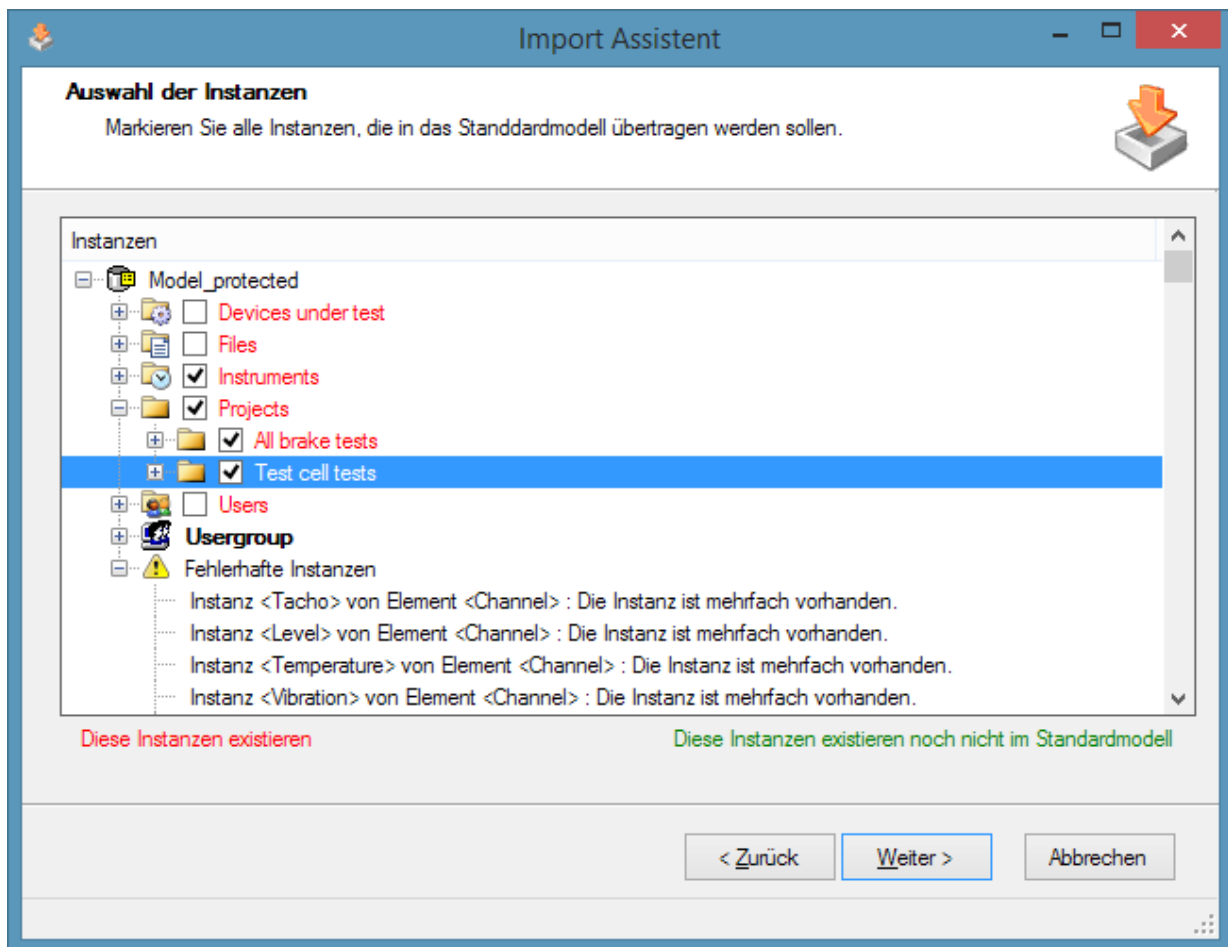 Import Assistent
Auswahl der Instanzen
Markieren Sie alle Instanzen, die in das Standdardmodell übertragen werden sollen.
Instanzen
Model_protected
Devices under test
Files
Instruments
Projects
All brake tests
Test cell tests
Users
Usergroup
Fehlerhafte Instanzen
Instanz <Tacho> von Element <Channel> : Die Instanz ist mehrfach vorhanden.
Instanz <Level> von Element <Channel> : Die Instanz ist mehrfach vorhanden.
Instanz <Temperature> von Element <Channel> : Die Instanz ist mehrfach vorhanden.
Instanz <Vibration> von Element <Channel> : Die Instanz ist mehrfach vorhanden.
Diese Instanzen existieren Diese Instanzen existieren noch nicht im Standardmodell
< Zurück Weiter > Abbrechen